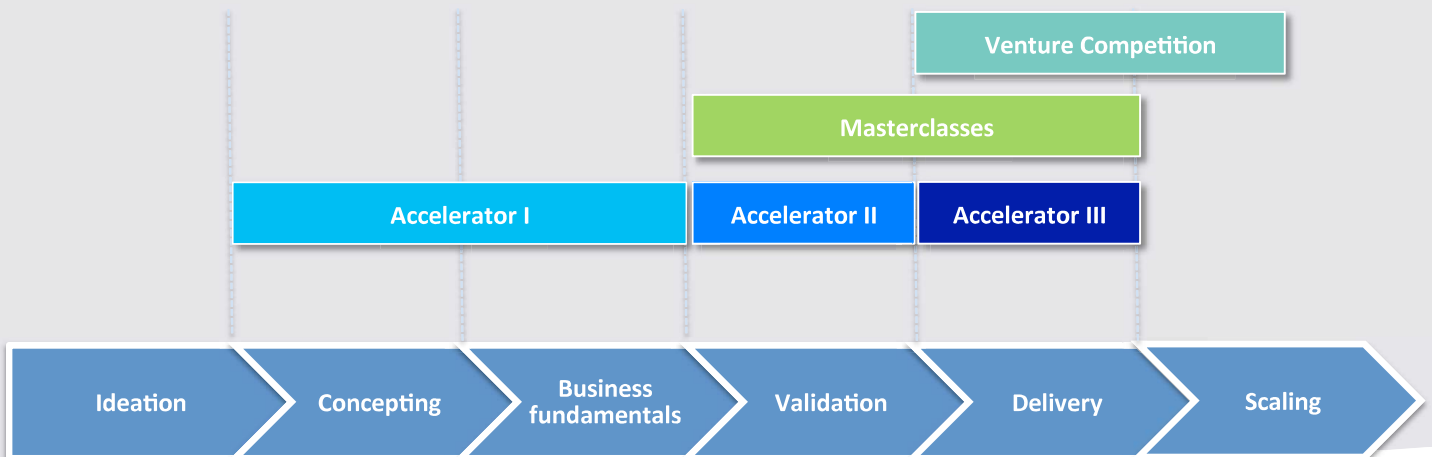 Venture Competition
Masterclasses
Accelerator I
Accelerator II
Accelerator III
Ideation
Concepting
Business
fundamentals
Validation
Delivery
Scaling